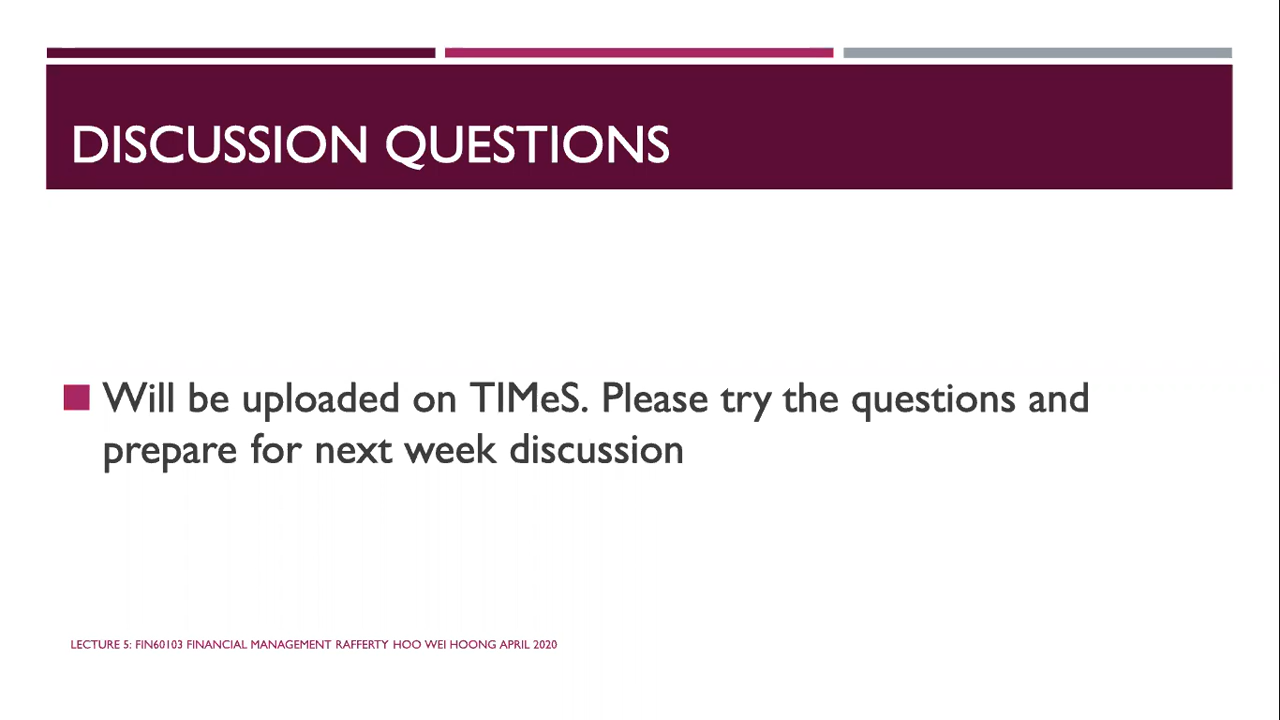 DISCUSSION QUESTIONS
Will be uploaded on TIMeS. Please try the questions and
prepare for next week discussion
LECTURE 5: FIN60103 FINANCIAL MANAGEMENT RAFFERTY HOO WEI HOONG APRIL 2020